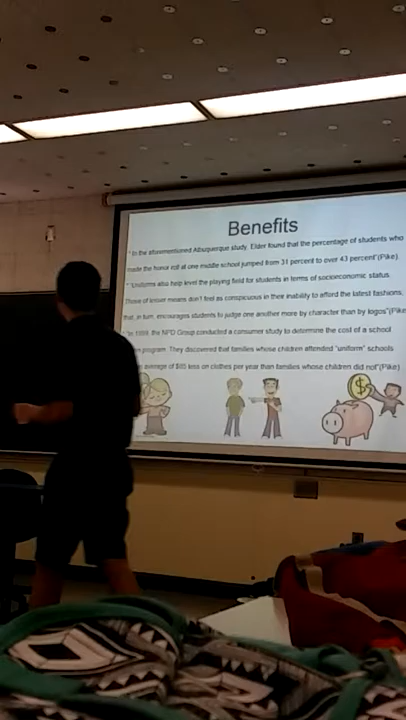 Benefits
" In the aforementioned Albuquerque study, Elder found that the percentage of students who
made the honor roll at one middle school jumped from 31 percent to over 43 percent"(Pike).
" "Uniforms also help level the playing field for students in terms of socioeconomic status.
Those of lesser means don't feel as conspicuous in their inability to afford the latest fashions,
that, in turn, encourages students to judge one another more by character than by logos"(Pike
"In 1998, the NPD Group conducted a consumer study to determine the cost of a school
program. They discovered that families whose children attended "uniform" schools
average of $85 less on clothes per year than families whose children did not"(Pike)
$